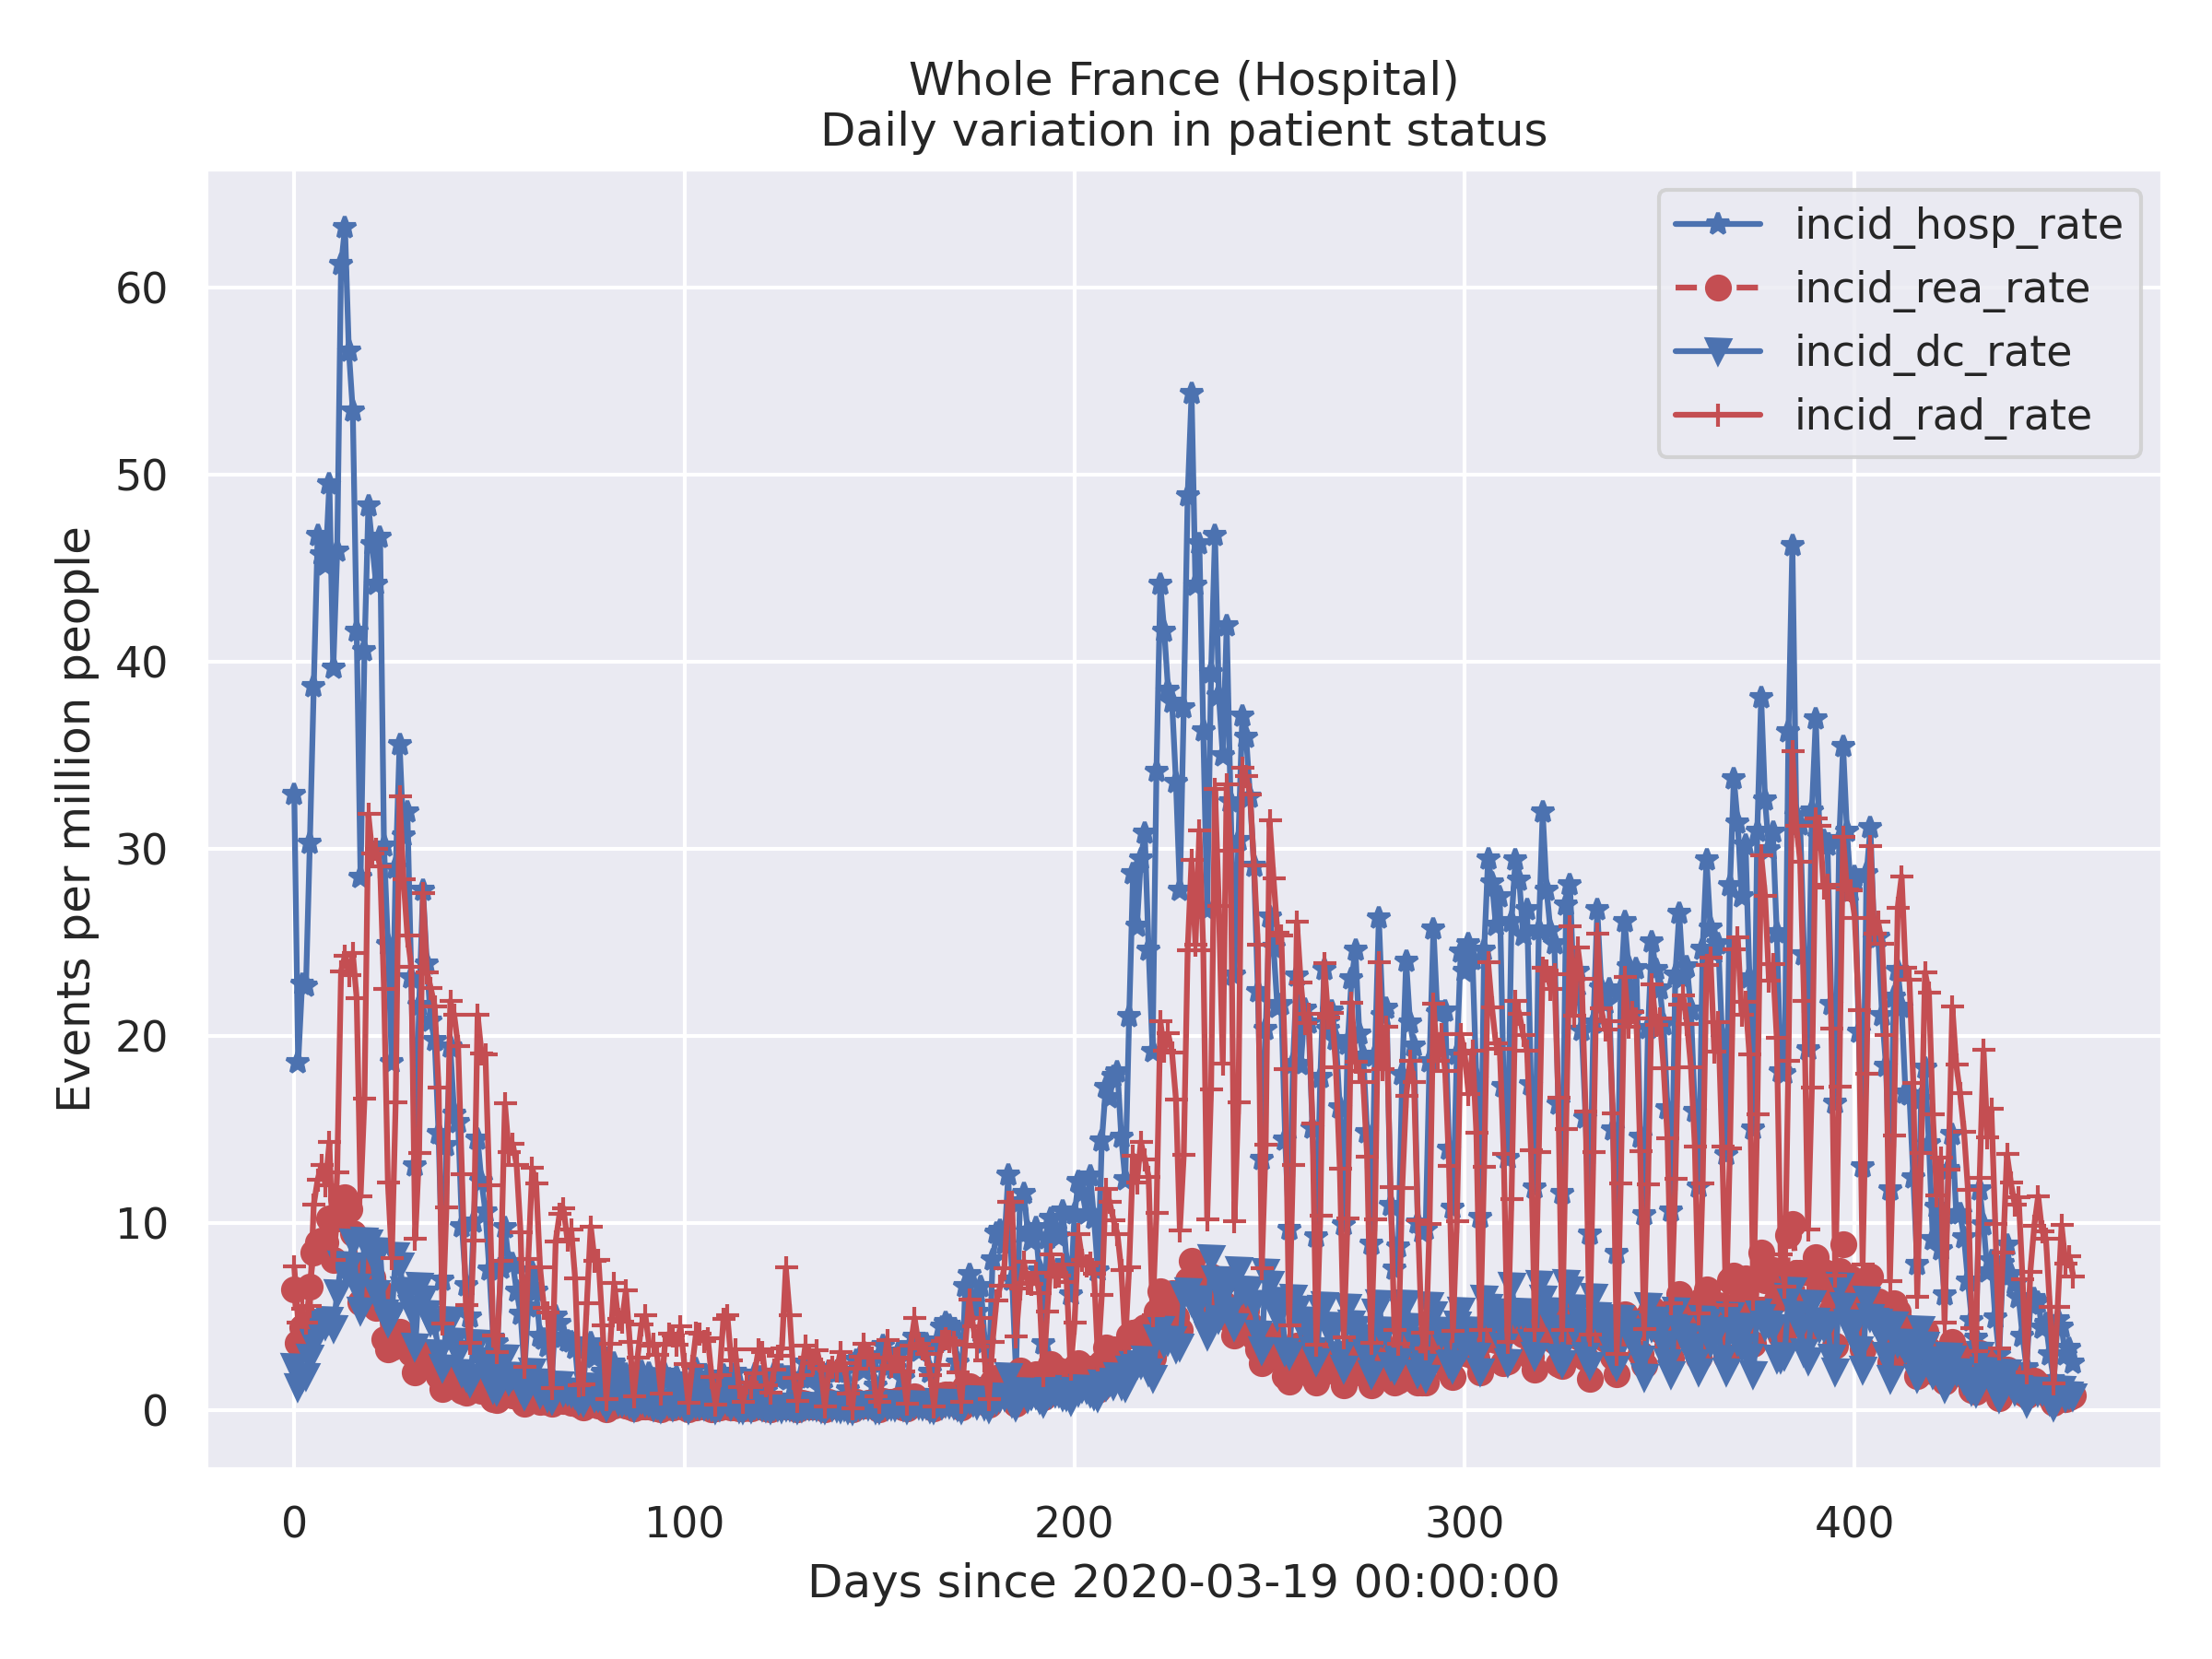 Whole France (Hospital)
Daily variation in patient status
incid_hosp_rate
incid_rea_rate
incid_dc_rate
incid_rad_rate
Events per million people
60
50
40
30
20
10
0
0 100 200 300 400
Days since 2020-03-19 00:00:00